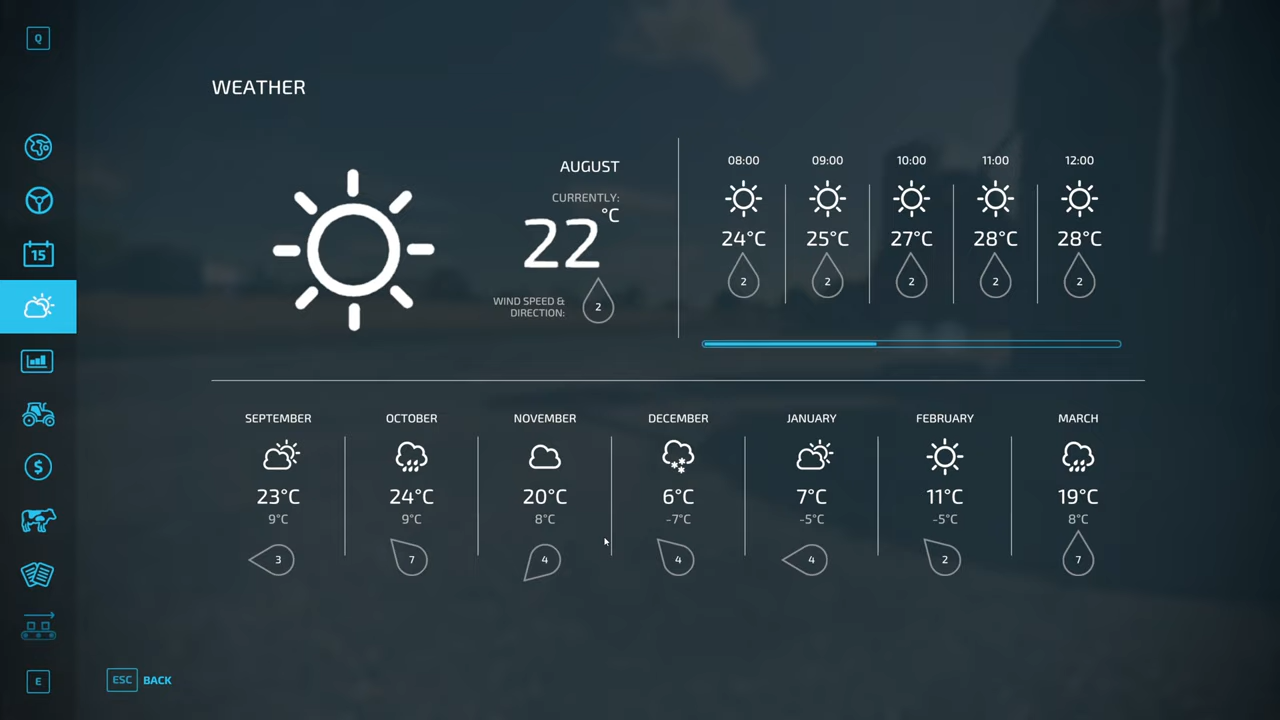 Q
WEATHER
AUGUST
CURRENTLY:
22 °C
WIND SPEED &
DIRECTION:
2
08:00 09:00 10:00 11:00 12:00
24°C 25°C 27°C 28°C 28°C
2 2 2 2 2
15
SEPTEMBER OCTOBER NOVEMBER DECEMBER JANUARY FEBRUARY MARCH
23°C 24°C 20°C 6°C 7°C 11°C 19°C
9°C 9°C 8°C -7°C -5°C -5°C 8°C
3 7 4 4 4 2 7
$
E
ESC BACK